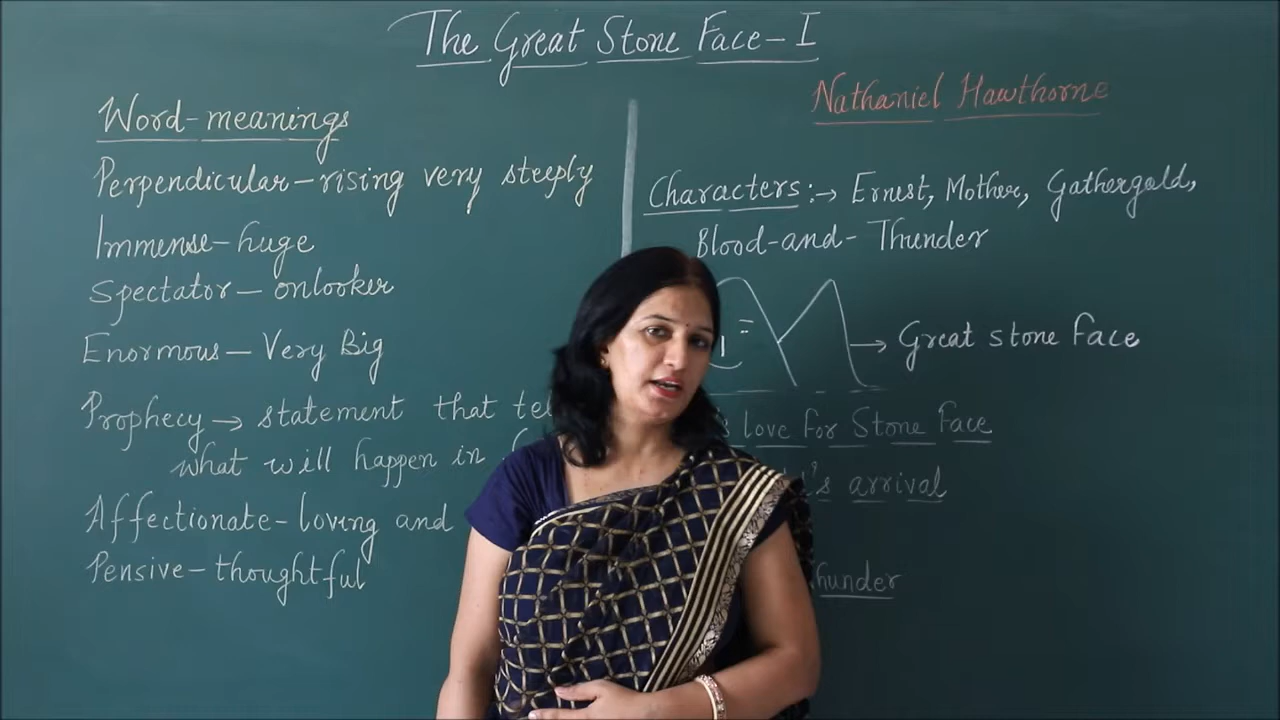 The Great Stone Face-I
Nathaniel Hawthorne
Word-meanings
Perpendicular-rising very steeply
Immense-huge
Spectator-onlooker
Enormous-Very Big
Prophecy→statement that
what will happen in
Affectionate-loving and
Pensive-thoughtful
Characters:→Ernest, Mother, Gathergold,
Blood-and-Thunder
→Great stone face
love for Stone Face
arrival